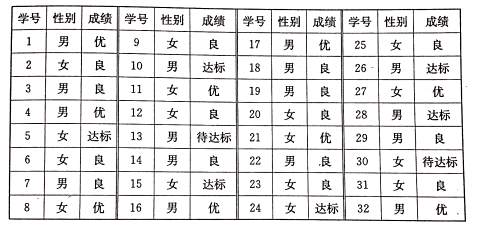 学号 性别 成绩 学号 性别 成绩 学号 性别 成绩 学号 性别 成绩
1 男 优 9 女 良 17 男 优 25 女 良
2 女 良 10 男 达标 18 男 良 26 男 达标
3 男 良 11 女 优 19 男 良 27 女 优
4 男 优 12 女 良 20 女 良 28 男 达标
5 女 达标 13 男 待达标 21 女 优 29 男 良
6 女 良 14 男 良 22 男 良 30 女 待达标
7 男 良 15 女 达标 23 女 良 31 女 良
8 女 优 16 男 优 24 女 达标 32 男 优